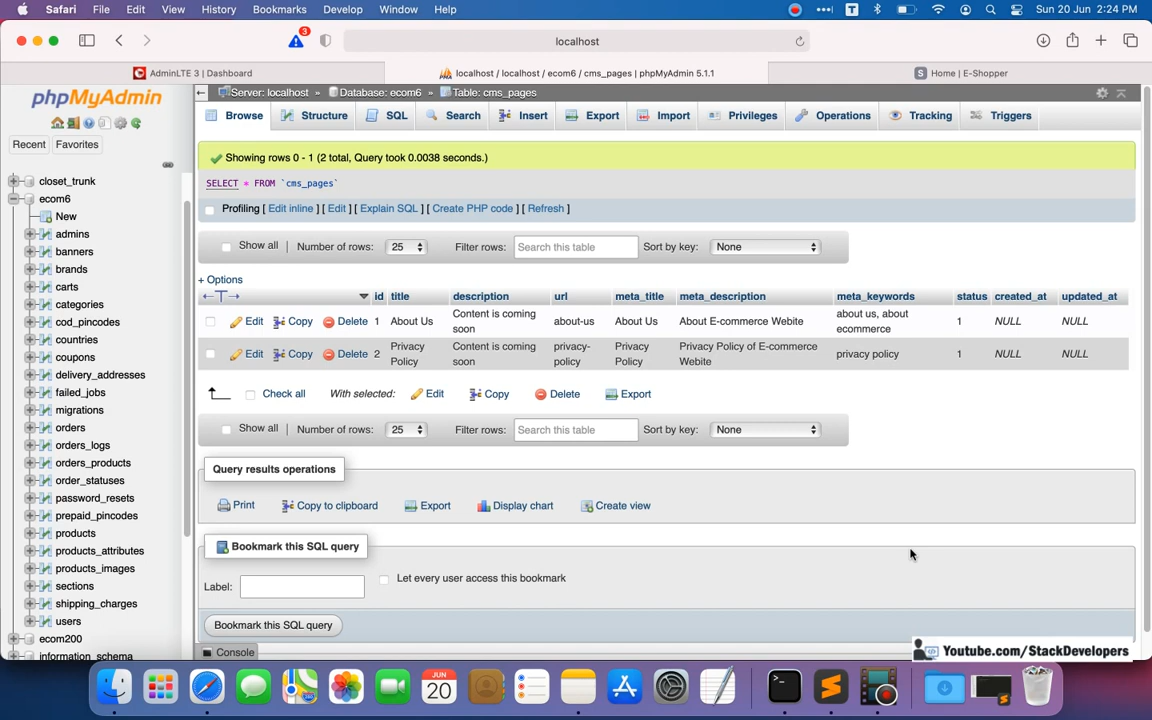 Safari File Edit View History Bookmarks Develop Window Help Sun 20 Jun 2:24 PM
3
localhost
AdminLTE 3 | Dashboard
localhost / localhost / ecom6 / cms_pages | phpMyAdmin 5.1.1
Home | E-Shopper
phpMyAdmin
Recent Favorites
closet_trunk
ecom6
New
admins
banners
brands
carts
categories
cod_pincodes
countries
coupons
delivery_addresses
failed_jobs
migrations
orders
orders_logs
orders_products
order_statuses
password_resets
prepaid_pincodes
products
products_attributes
products_images
sections
shipping_charges
users
ecom200
information_schema
Server: localhost » Database: ecom6 » Table: cms_pages
Browse Structure SQL Search Insert Export Import Privileges Operations Tracking Triggers
Showing rows 0 - 1 (2 total, Query took 0.0038 seconds.)
SELECT * FROM `cms_pages`
Profiling [ Edit inline ] [ Edit ] [ Explain SQL ] [ Create PHP code ] [ Refresh ]
Show all Number of rows: 25 Filter rows: Search this table Sort by key: None
+ Options
id title description url meta_title meta_description meta_keywords status created_at updated_at
Edit Copy Delete 1 About Us Content is coming soon about-us About Us About E-commerce Webite about us, about ecommerce 1 NULL NULL
Edit Copy Delete 2 Privacy Policy Content is coming soon privacy-policy Privacy Policy Privacy Policy of E-commerce Webite privacy policy 1 NULL NULL
Check all With selected: Edit Copy Delete Export
Show all Number of rows: 25 Filter rows: Search this table Sort by key: None
Query results operations
Print Copy to clipboard Export Display chart Create view
Bookmark this SQL query
Label: Let every user access this bookmark
Bookmark this SQL query
Console
Youtube.com/StackDevelopers
JUN
20